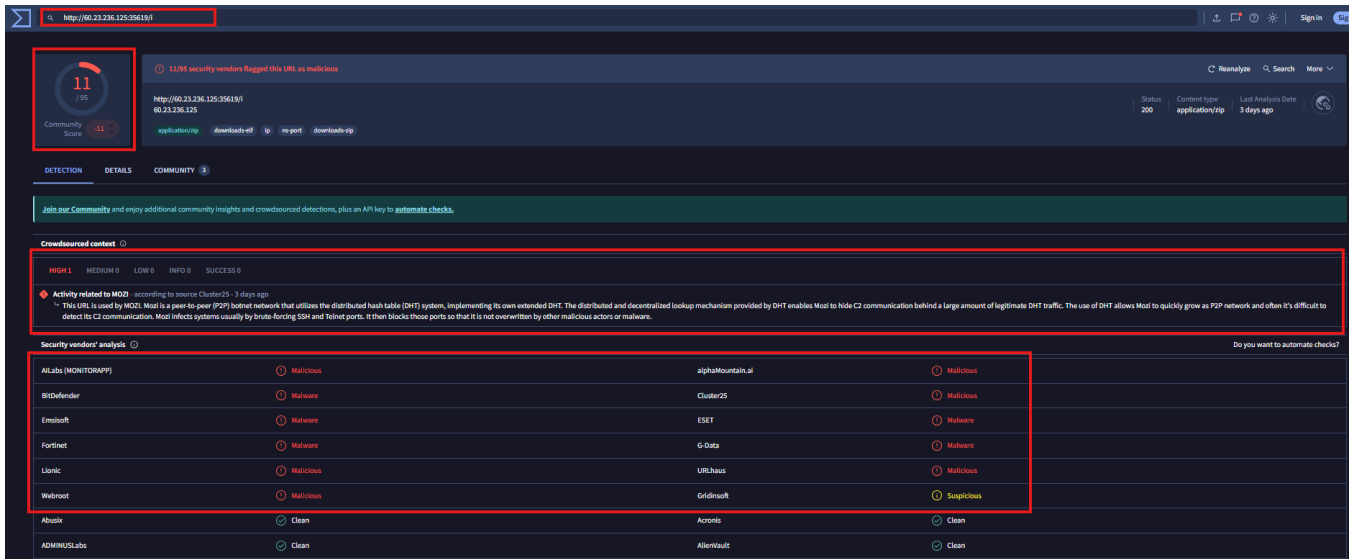 http://60.23.236.125:35619/i
Sign in
Sig
11
/ 95
Community
Score
-11
11/95 security vendors flagged this URL as malicious
Reanalyze Search More
http://60.23.236.125:35619/i
60.23.236.125
application/zip downloads-elf ip ns-port downloads-zip
Status Content type Last Analysis Date
200 application/zip 3 days ago
DETECTION DETAILS COMMUNITY 3
Join our Community and enjoy additional community insights and crowdsourced detections, plus an API key to automate checks.
Crowdsourced context
HIGH 1 MEDIUM 0 LOW 0 INFO 0 SUCCESS 0
Activity related to MOZI - according to source Cluster25 - 3 days ago
This URL is used by MOZI. Mozi is a peer-to-peer (P2P) botnet network that utilizes the distributed hash table (DHT) system, implementing its own extended DHT. The distributed and decentralized lookup mechanism provided by DHT enables Mozi to hide C2 communication behind a large amount of legitimate DHT traffic. The use of DHT allows Mozi to quickly grow as P2P network and often it's difficult to
detect its C2 communication. Mozi infects systems usually by brute-forcing SSH and Telnet ports. It then blocks those ports so that it is not overwritten by other malicious actors or malware.
Security vendors' analysis Do you want to automate checks?
AILabs (MONITORAPP) Malicious alphaMountain.ai Malicious
BitDefender Malware Cluster25 Malicious
Emsisoft Malware ESET Malware
Fortinet Malware G-Data Malware
Lionic Malicious URLhaus Malicious
Webroot Malicious Gridinsoft Suspicious
Abusix Clean Acronis Clean
ADMINUSLabs Clean AlienVault Clean